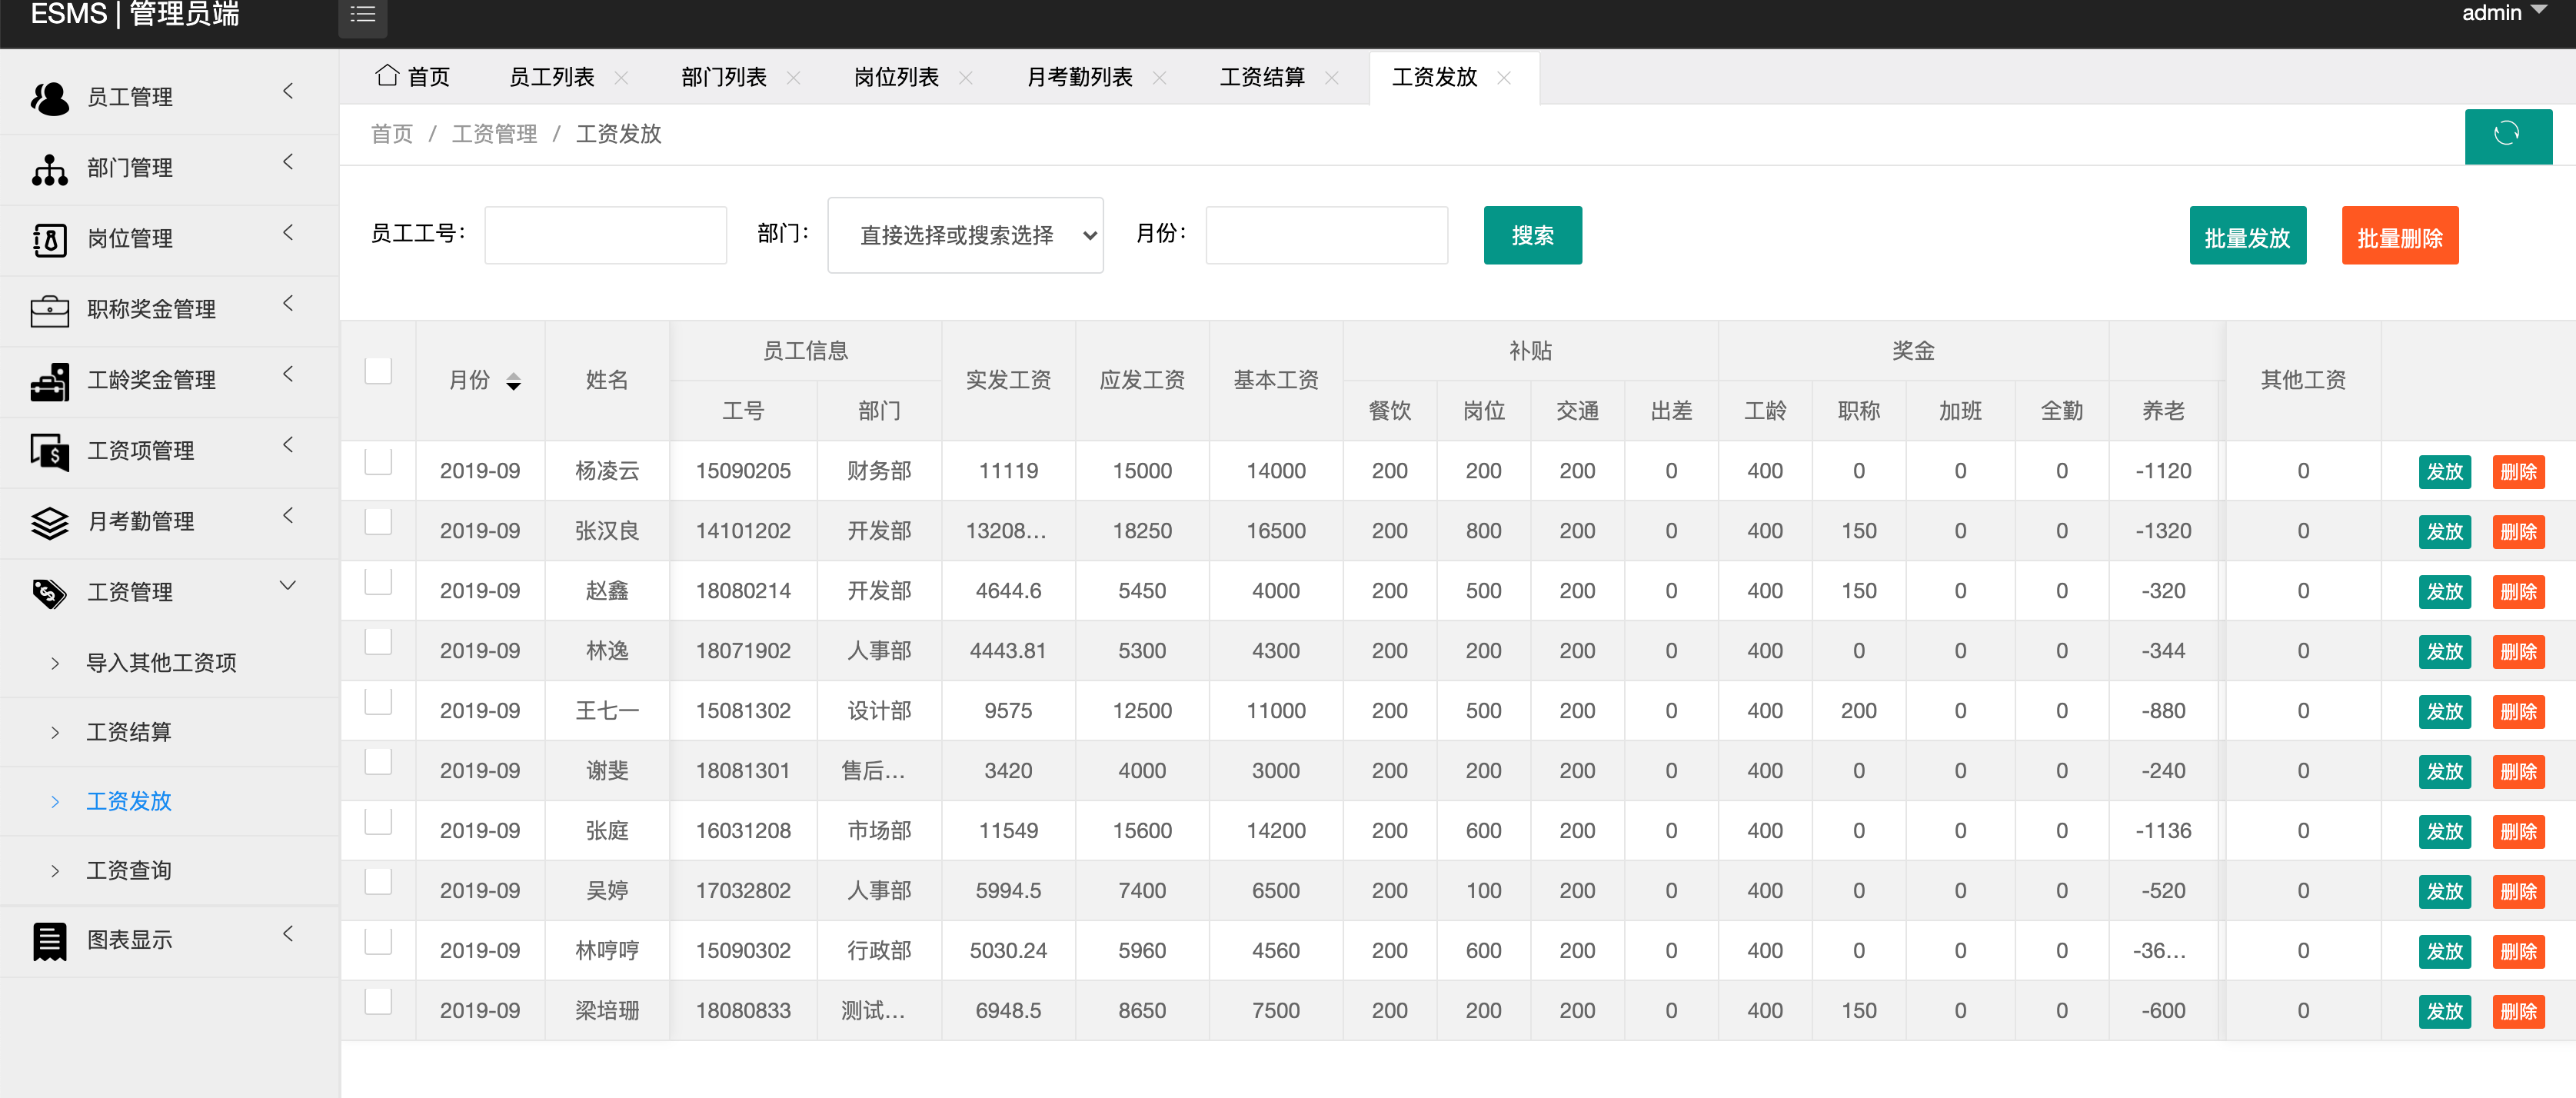 ESMS | 管理员端
admin
员工管理
部门管理
岗位管理
职称奖金管理
工龄奖金管理
工资项管理
月考勤管理
工资管理
导入其他工资项
工资结算
工资发放
工资查询
图表显示
首页 员工列表 部门列表 岗位列表 月考勤列表 工资结算 工资发放
首页 / 工资管理 / 工资发放
员工工号： 部门： 直接选择或搜索选择 月份： 搜索 批量发放 批量删除
月份 姓名 员工信息 实发工资 应发工资 基本工资 补贴 奖金 其他工资
工号 部门 餐饮 岗位 交通 出差 工龄 职称 加班 全勤 养老
2019-09 杨凌云 15090205 财务部 11119 15000 14000 200 200 200 0 400 0 0 0 -1120 0 发放 删除
2019-09 张汉良 14101202 开发部 13208... 18250 16500 200 800 200 0 400 150 0 0 -1320 0 发放 删除
2019-09 赵鑫 18080214 开发部 4644.6 5450 4000 200 500 200 0 400 150 0 0 -320 0 发放 删除
2019-09 林逸 18071902 人事部 4443.81 5300 4300 200 200 200 0 400 0 0 0 -344 0 发放 删除
2019-09 王七一 15081302 设计部 9575 12500 11000 200 500 200 0 400 200 0 0 -880 0 发放 删除
2019-09 谢斐 18081301 售后... 3420 4000 3000 200 200 200 0 400 0 0 0 -240 0 发放 删除
2019-09 张庭 16031208 市场部 11549 15600 14200 200 600 200 0 400 0 0 0 -1136 0 发放 删除
2019-09 吴婷 17032802 人事部 5994.5 7400 6500 200 100 200 0 400 0 0 0 -520 0 发放 删除
2019-09 林哼哼 15090302 行政部 5030.24 5960 4560 200 600 200 0 400 0 0 0 -36... 0 发放 删除
2019-09 梁培珊 18080833 测试... 6948.5 8650 7500 200 200 200 0 400 150 0 0 -600 0 发放 删除